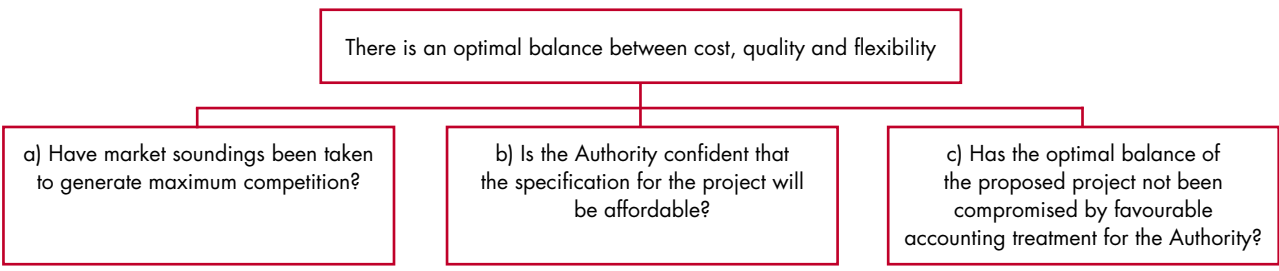 There is an optimal balance between cost, quality and flexibility
a) Have market soundings been taken
to generate maximum competition?
b) Is the Authority confident that
the specification for the project will
be affordable?
c) Has the optimal balance of
the proposed project not been
compromised by favourable
accounting treatment for the Authority?